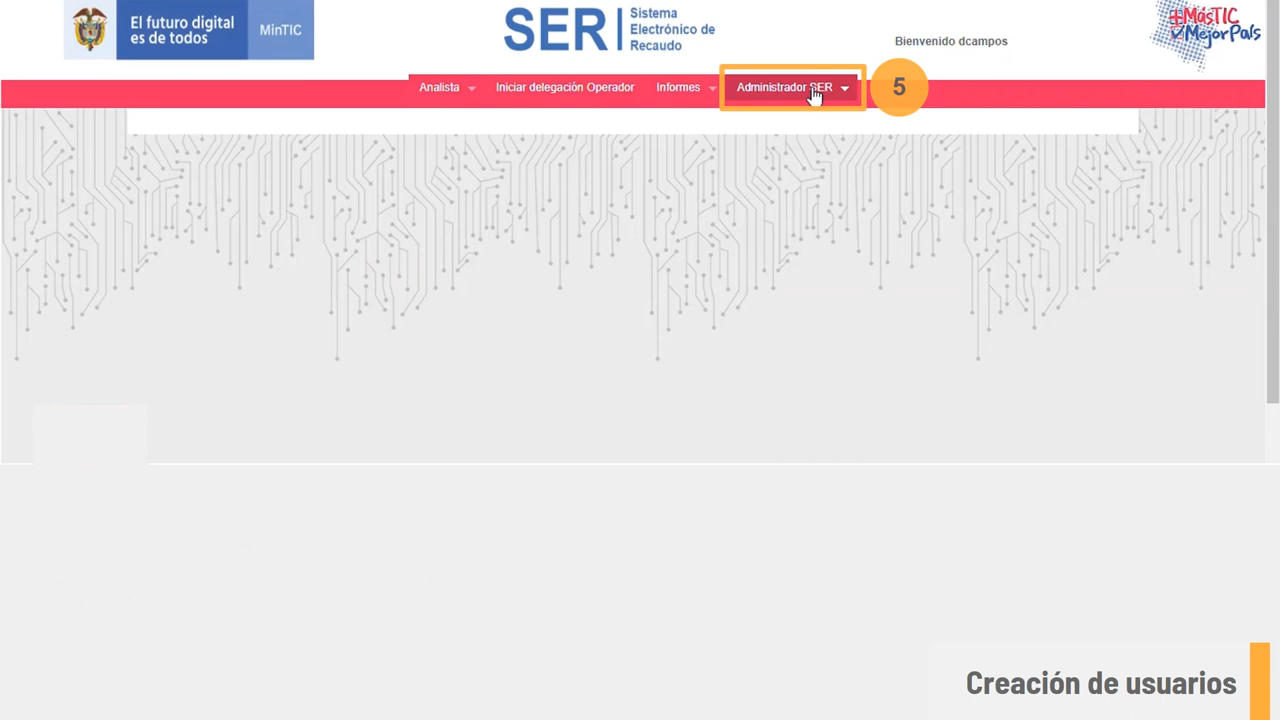 El futuro digital
es de todos
MinTIC
SER
Sistema
Electrónico de
Recaudo
Bienvenido dcampos
+MásTIC
MejorPaís
Analista
Iniciar delegación Operador
Informes
Administrador SER
5
Creación de usuarios